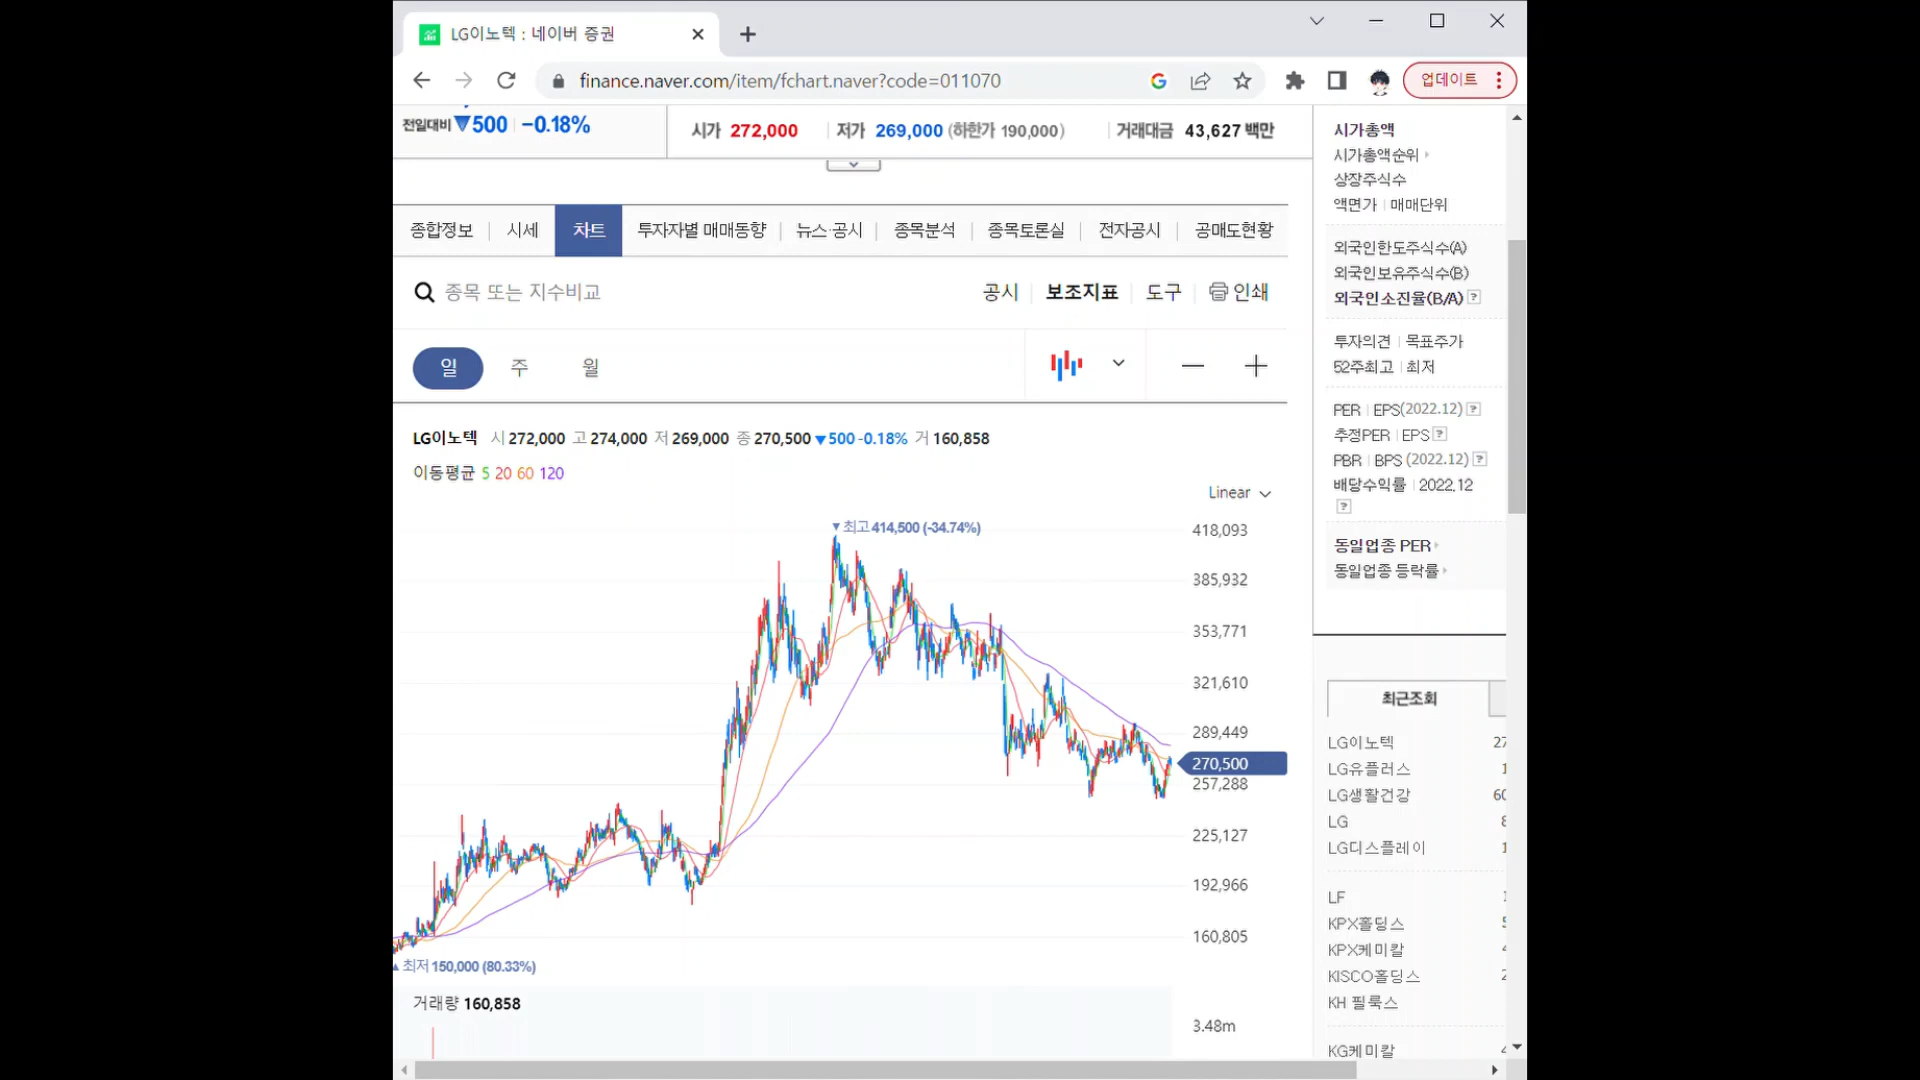 LG이노텍 : 네이버 증권
finance.naver.com/item/fchart.naver?code=011070
업데이트
전일대비 ▼500 -0.18%
시가 272,000 저가 269,000 (하한가 190,000) 거래대금 43,627 백만
종합정보 시세 차트 투자자별 매매동향 뉴스·공시 종목분석 종목토론실 전자공시 공매도현황
종목 또는 지수비교
공시 보조지표 도구 인쇄
일 주 월
LG이노텍 시 272,000 고 274,000 저 269,000 종 270,500 ▼500 -0.18% 거 160,858
이동평균 5 20 60 120
Linear
▼최고 414,500 (-34.74%)
418,093
385,932
353,771
321,610
289,449
270,500
257,288
225,127
192,966
160,805
▲최저 150,000 (80.33%)
거래량 160,858
3.48m
시가총액
시가총액순위
상장주식수
액면가 매매단위
외국인한도주식수(A)
외국인보유주식수(B)
외국인소진율(B/A) ?
투자의견 목표주가
52주최고 최저
PER EPS(2022.12) ?
추정PER EPS ?
PBR BPS (2022.12) ?
배당수익률 2022.12
?
동일업종 PER
동일업종 등락률
최근조회
LG이노텍 27
LG유플러스 1
LG생활건강 60
LG 8
LG디스플레이 1
LF
KPX홀딩스 5
KPX케미칼
KISCO홀딩스 2
KH 필룩스
KG케미칼